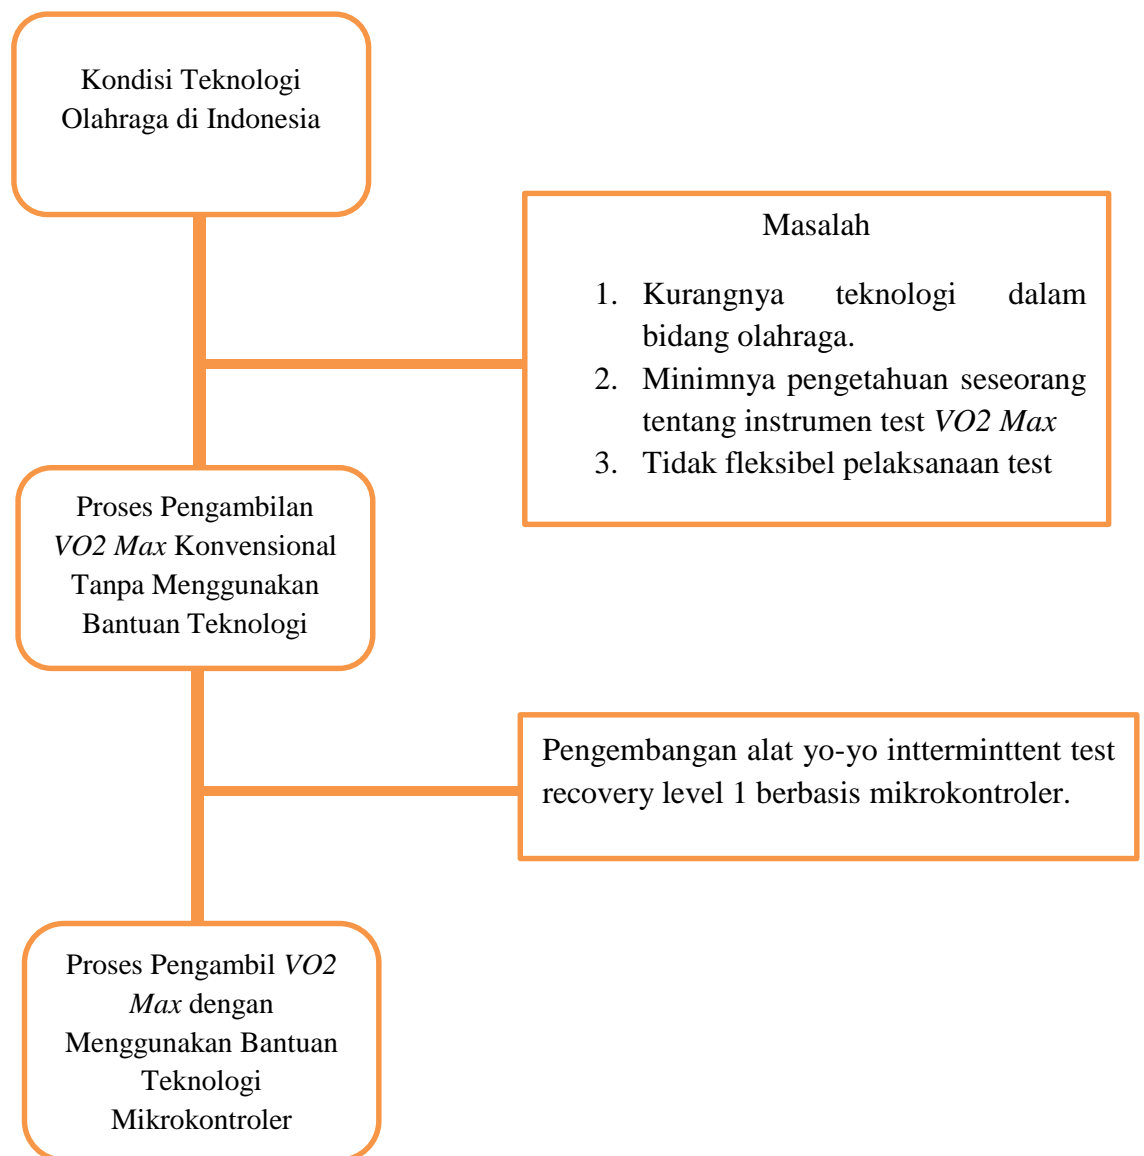 Kondisi Teknologi
Olahraga di Indonesia
Masalah
1. Kurangnya teknologi dalam
bidang olahraga.
2. Minimnya pengetahuan seseorang
tentang instrumen test VO2 Max
3. Tidak fleksibel pelaksanaan test
Proses Pengambilan
VO2 Max Konvensional
Tanpa Menggunakan
Bantuan Teknologi
Pengembangan alat yo-yo intterminttent test
recovery level 1 berbasis mikrokontroler.
Proses Pengambil VO2
Max dengan
Menggunakan Bantuan
Teknologi
Mikrokontroler